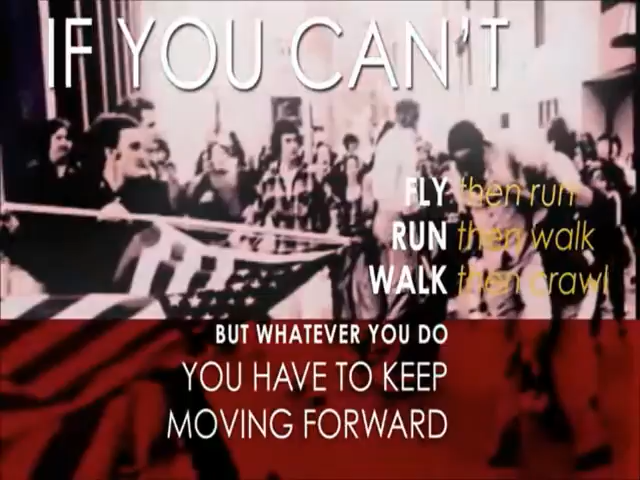 IF YOU CAN'T
FLY then run
RUN then walk
WALK then crawl
BUT WHATEVER YOU DO
YOU HAVE TO KEEP
MOVING FORWARD